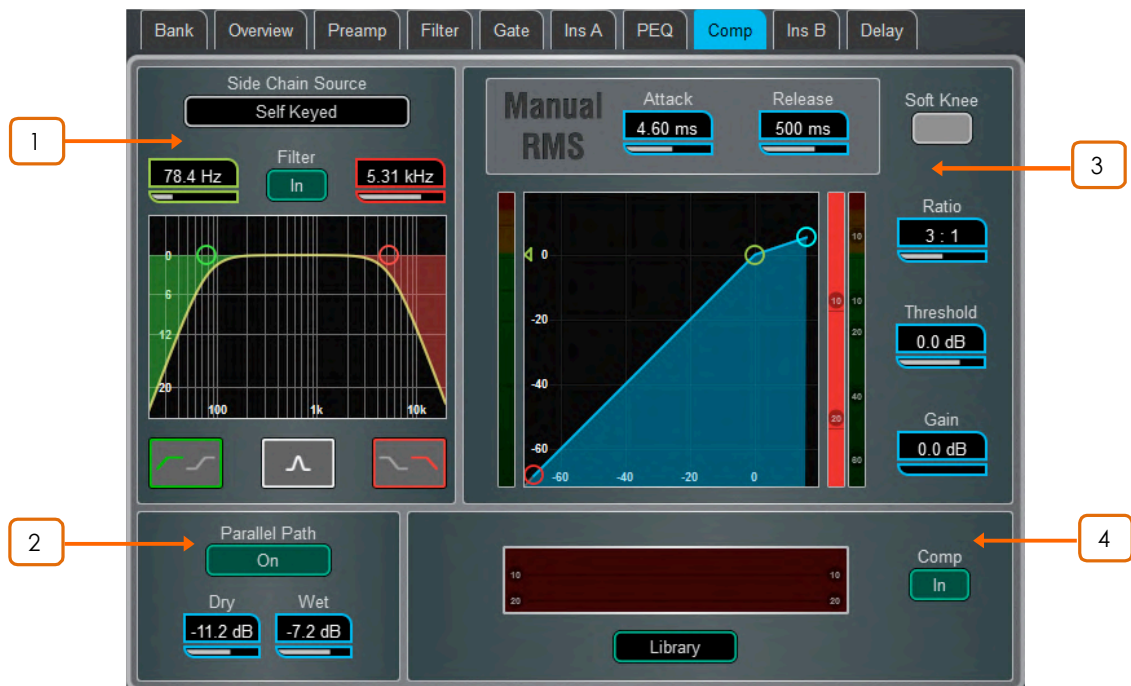 Bank Overview Preamp Filter Gate Ins A PEQ Comp Ins B Delay
Side Chain Source
Self Keyed
1
78.4 Hz
Filter
In
5.31 kHz
0
6
12
20
100 1k 10k
Manual
RMS
Attack
4.60 ms
Release
500 ms
Soft Knee
3
0
-20
-40
-60
-60 -40 -20 0
10
20
10
10
20
40
60
Ratio
3 : 1
Threshold
0.0 dB
Gain
0.0 dB
2
Parallel Path
On
Dry
-11.2 dB
Wet
-7.2 dB
10 10
20 20
Library
Comp
In
4